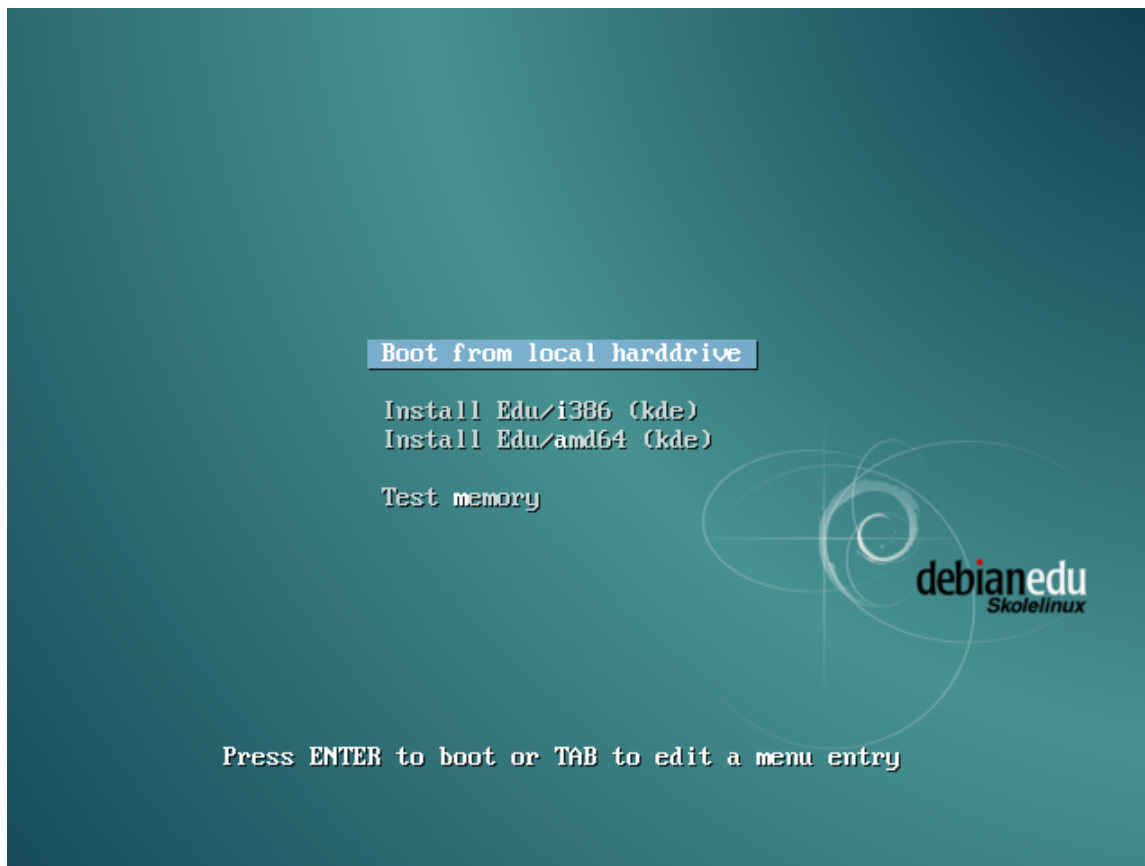 Boot from local harddrive
Install Edu/i386 (kde)
Install Edu/amd64 (kde)
Test memory
debianedu
Skolelinux
Press ENTER to boot or TAB to edit a menu entry